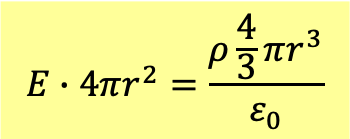 E · 4πr² = ρ 4/3 πr³ / ε₀